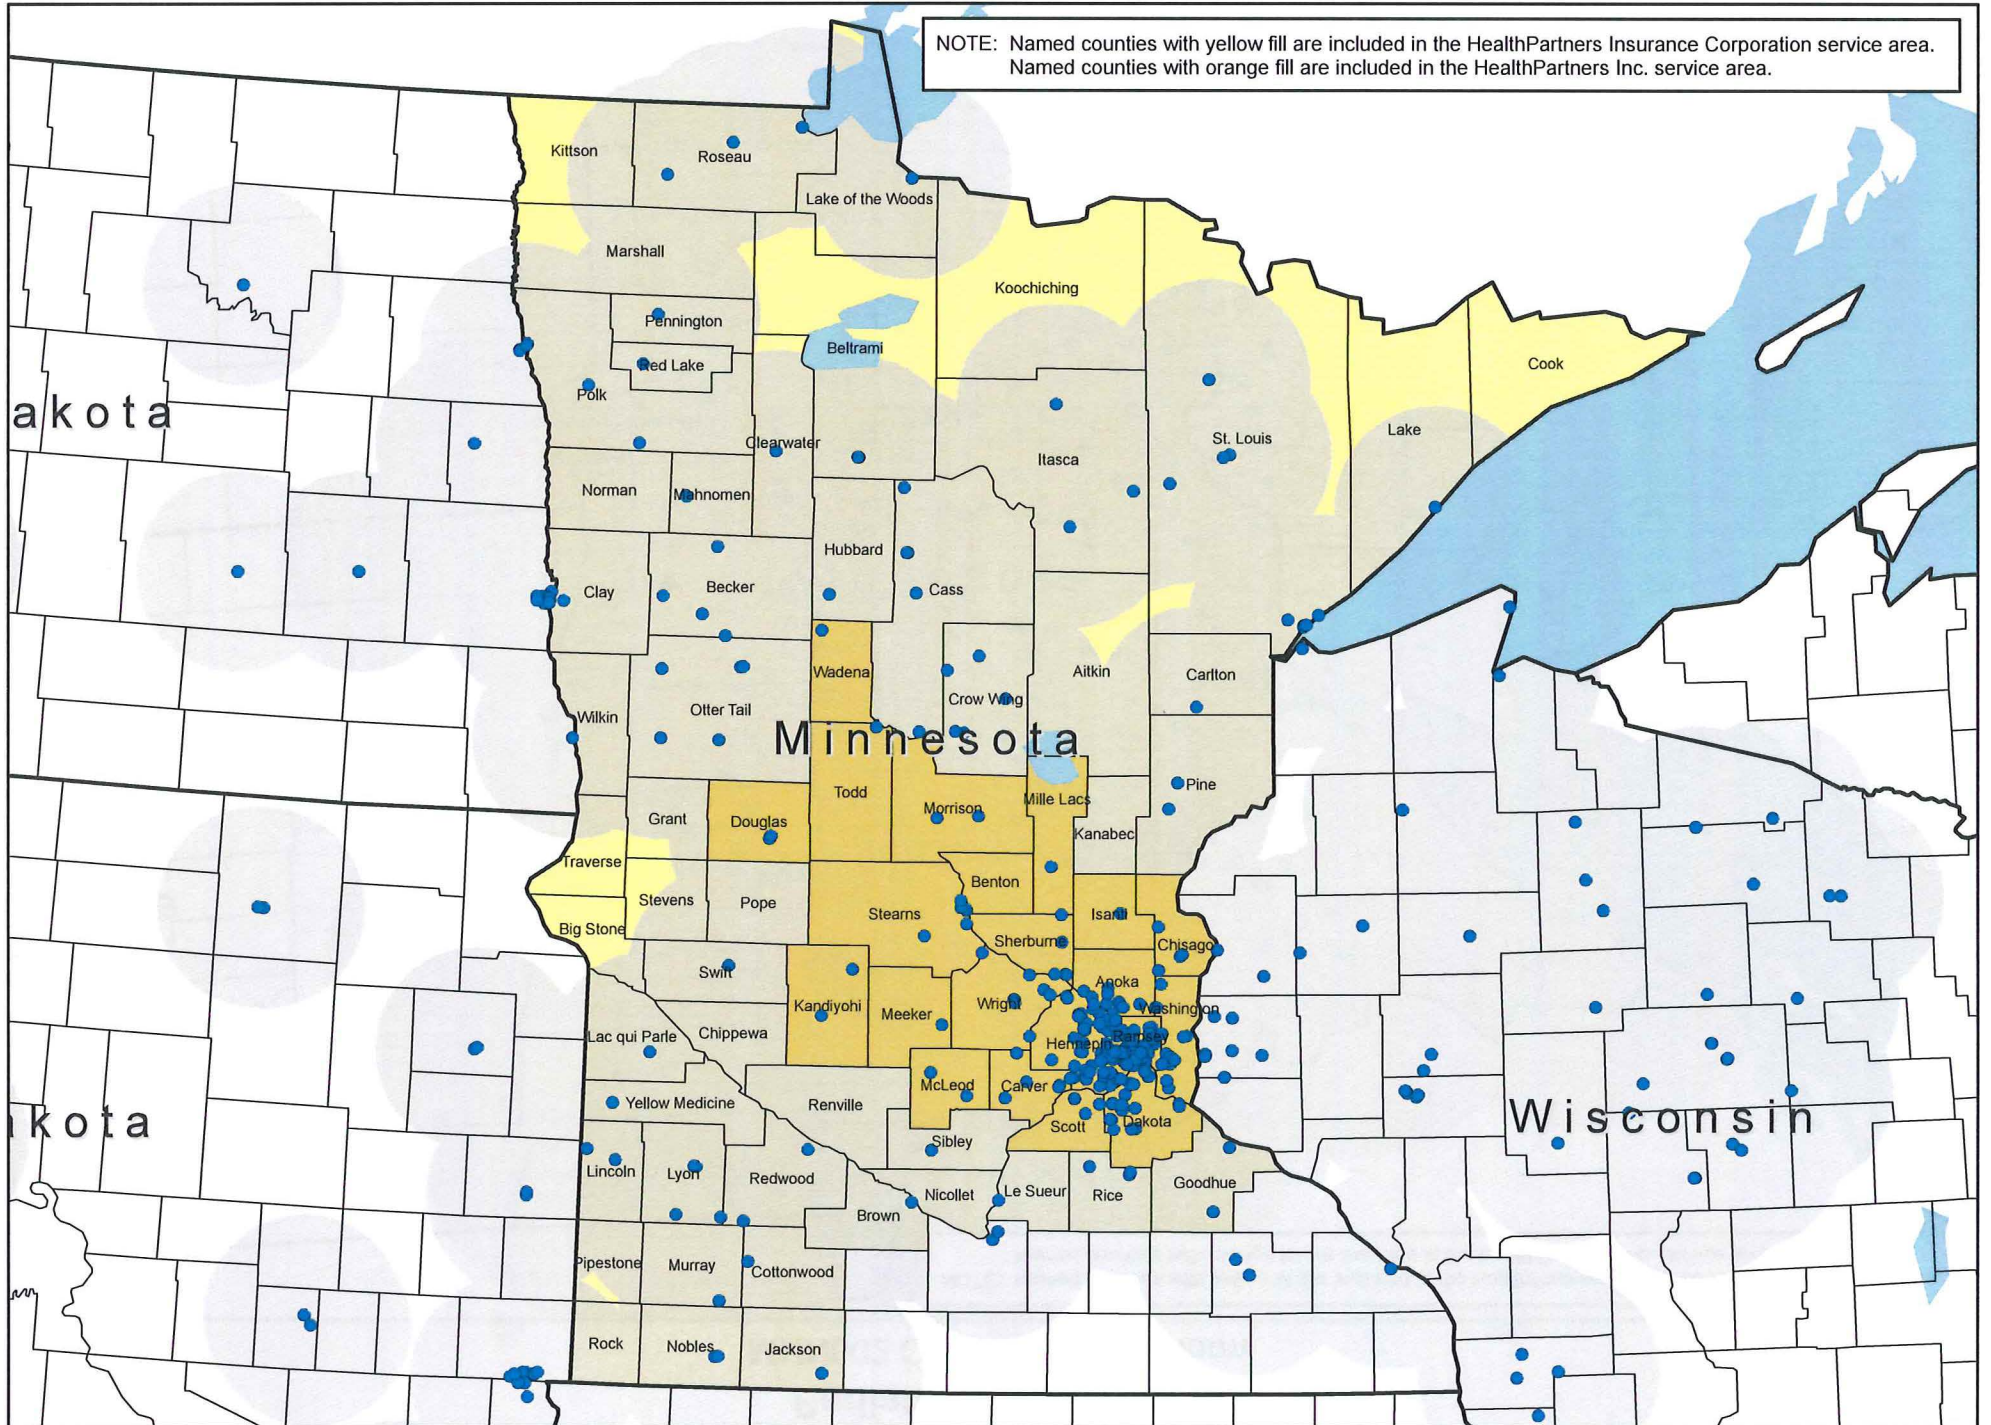 NOTE: Named counties with yellow fill are included in the HealthPartners Insurance Corporation service area.
Named counties with orange fill are included in the HealthPartners Inc. service area.
Kittson
Roseau
Lake of the Woods
Marshall
Koochiching
Pennington
Beltrami
Red Lake
Cook
Polk
akota
Clearwater
St. Louis
Lake
Itasca
Norman
Mahnomen
Hubbard
Clay
Becker
Cass
Wadena
Aitkin
Carlton
Crow Wing
Wilkin
Otter Tail
Minnesota
Pine
Todd
Mille Lacs
Morrison
Grant
Douglas
Kanabec
Traverse
Benton
Stevens
Pope
Stearns
Isanti
Big Stone
Sherburne
Chisago
Swift
Anoka
Kandiyohi
Wright
Washington
Meeker
Lac qui Parle
Chippewa
Hennepin
Ramsey
McLeod
Carver
Yellow Medicine
Renville
kota
Wisconsin
Scott
Dakota
Sibley
Lincoln
Lyon
Redwood
Nicollet
Le Sueur
Rice
Goodhue
Brown
Pipestone
Murray
Cottonwood
Rock
Nobles
Jackson